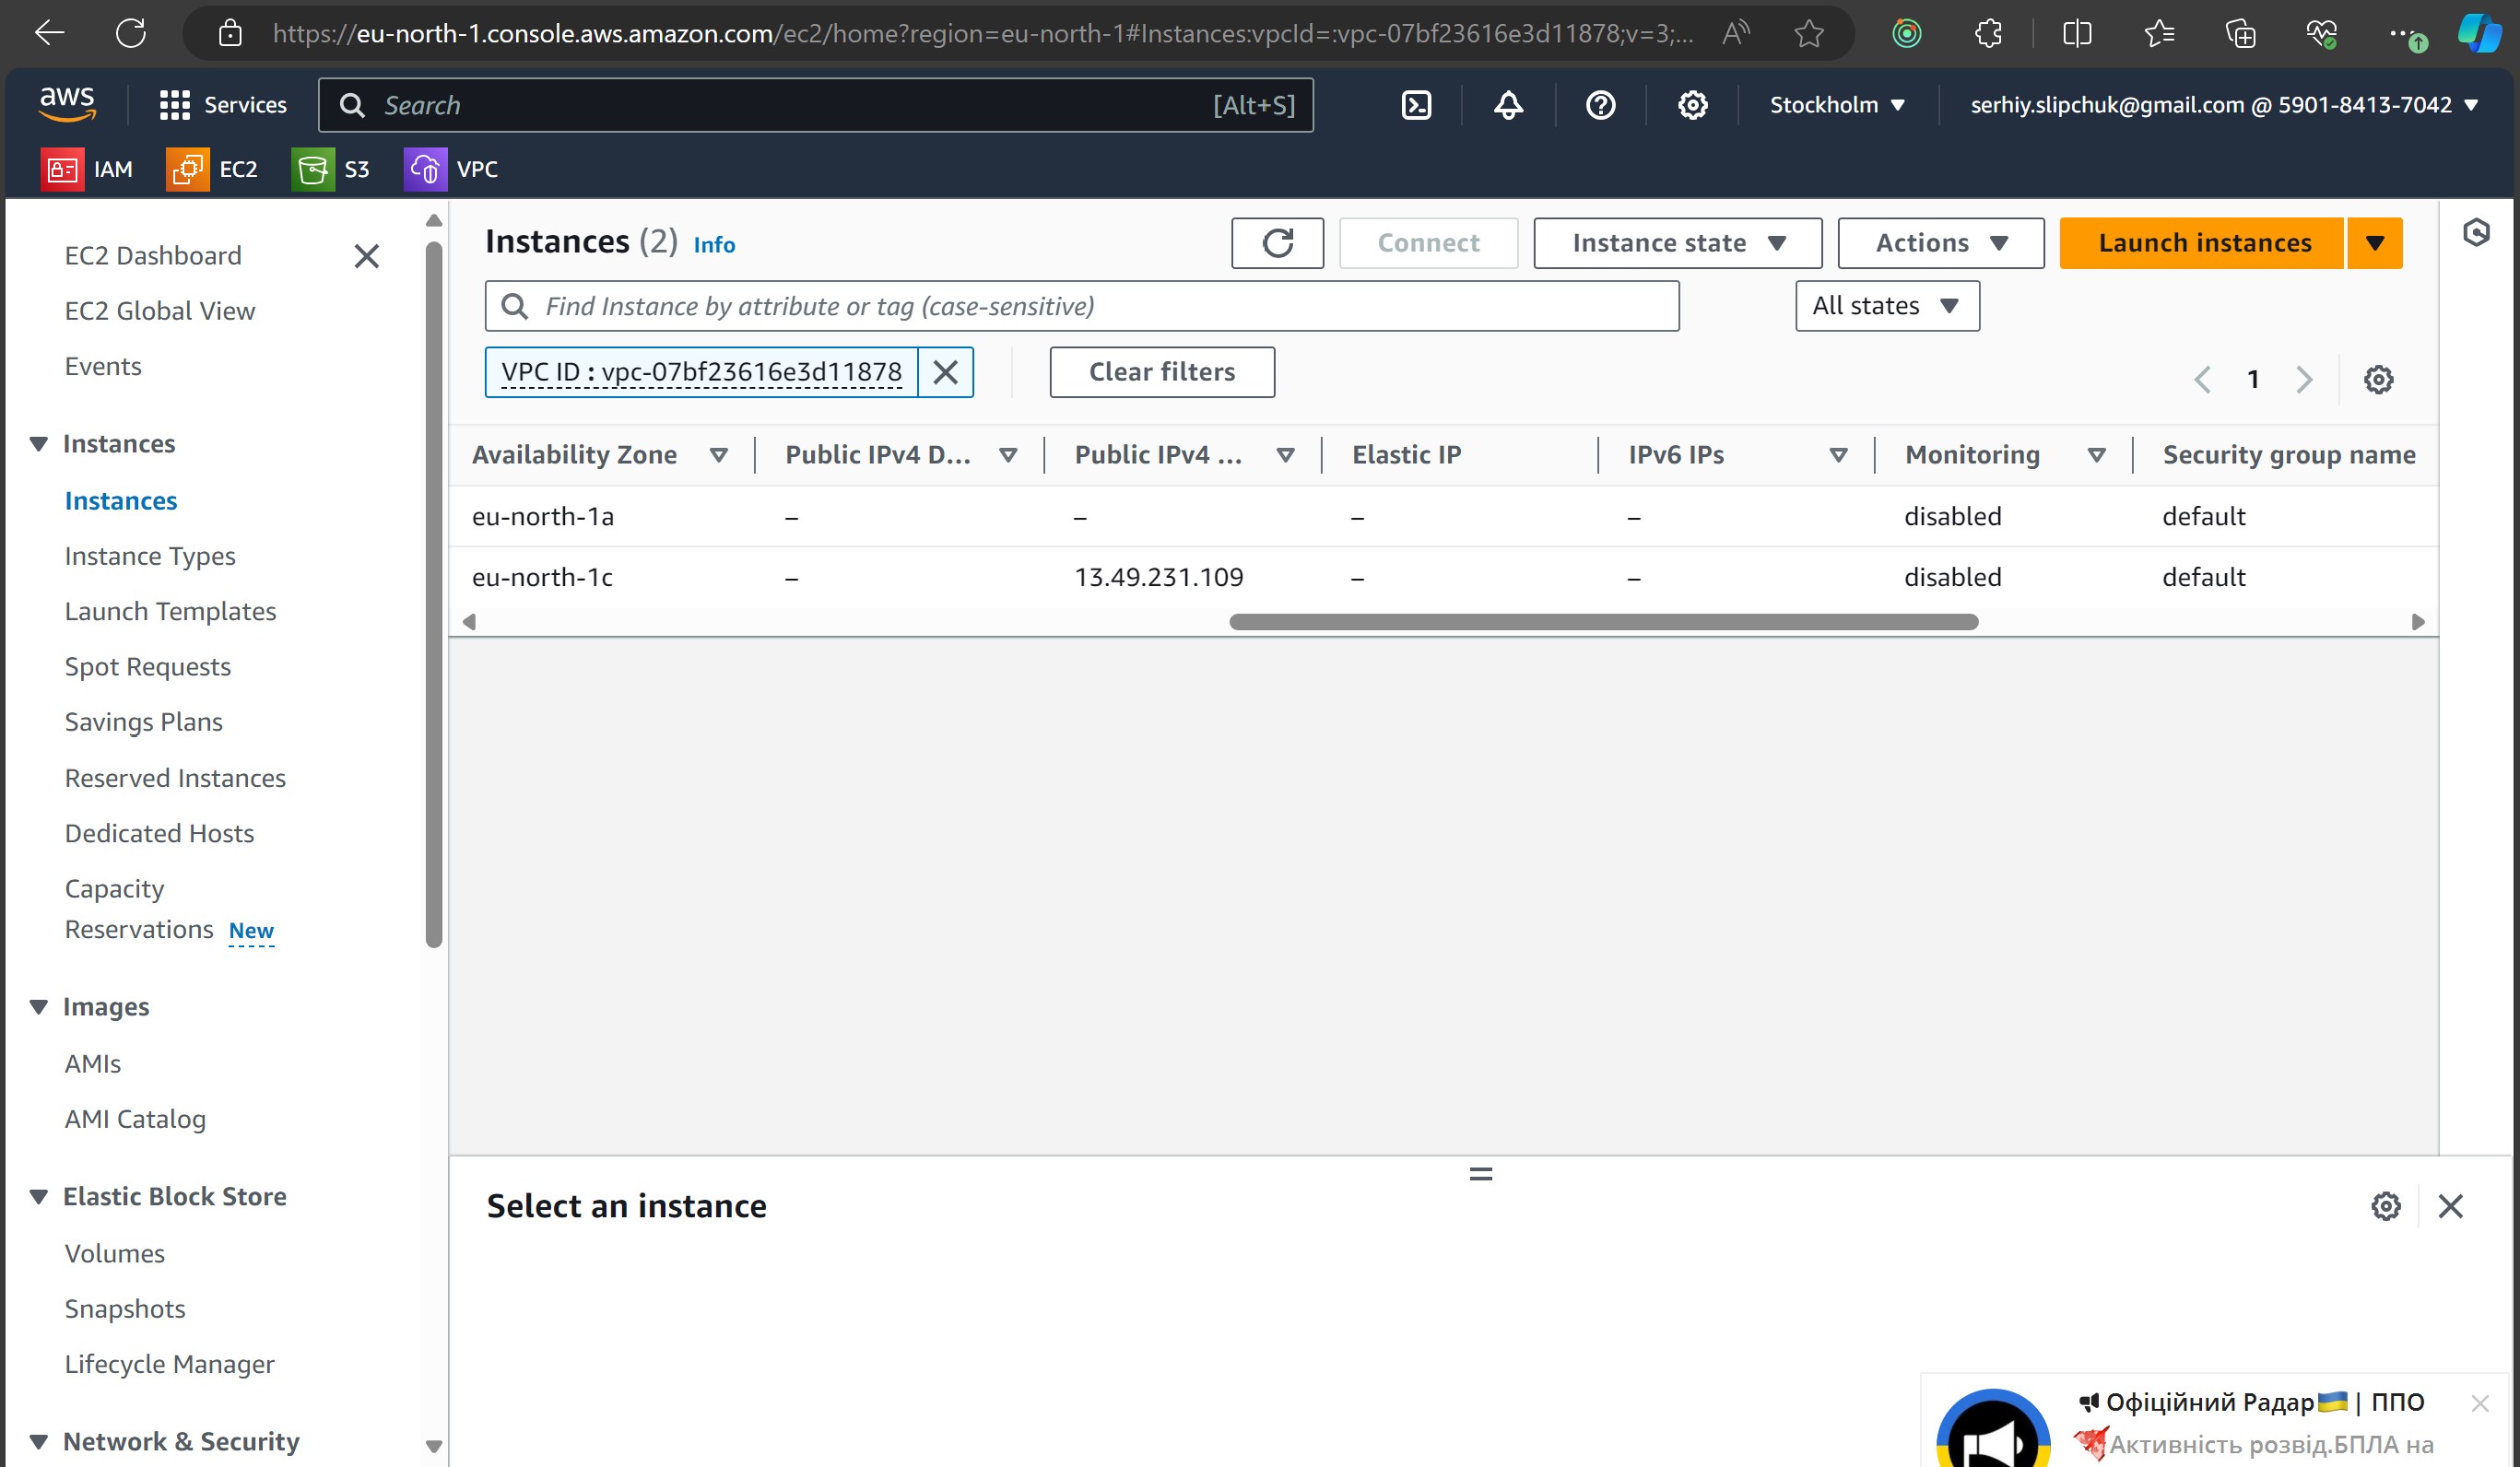 https://eu-north-1.console.aws.amazon.com/ec2/home?region=eu-north-1#Instances:vpcId=:vpc-07bf23616e3d11878;v=3;...
aws
Services
Search
[Alt+S]
Stockholm
serhiy.slipchuk@gmail.com @ 5901-8413-7042
IAM
EC2
S3
VPC
EC2 Dashboard
EC2 Global View
Events
Instances
Instances
Instance Types
Launch Templates
Spot Requests
Savings Plans
Reserved Instances
Dedicated Hosts
Capacity
Reservations New
Images
AMIs
AMI Catalog
Elastic Block Store
Volumes
Snapshots
Lifecycle Manager
Network & Security
Instances (2) Info
Connect
Instance state
Actions
Launch instances
Find Instance by attribute or tag (case-sensitive)
All states
VPC ID : vpc-07bf23616e3d11878
Clear filters
1
Availability Zone Public IPv4 D... Public IPv4 ... Elastic IP IPv6 IPs Monitoring Security group name
eu-north-1a – – – – disabled default
eu-north-1c – 13.49.231.109 – – disabled default
Select an instance
Офіційний Радар | ППО
Активність розвід.БПЛА на